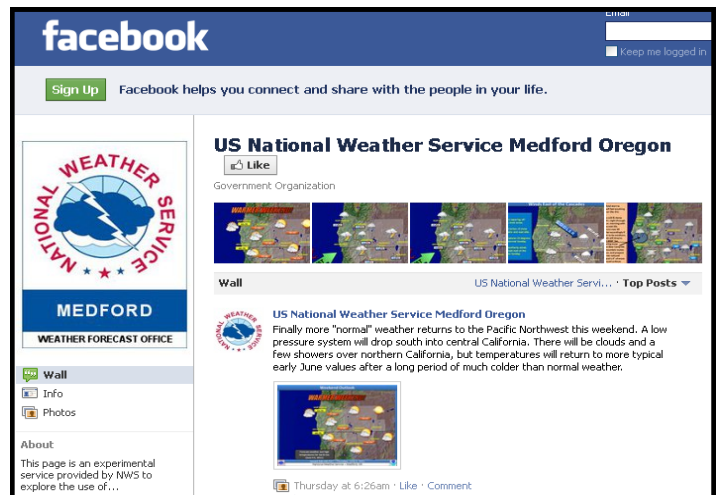 facebook
Email
Keep me logged in
Sign Up
Facebook helps you connect and share with the people in your life.
NATIONAL WEATHER SERVICE
MEDFORD
WEATHER FORECAST OFFICE
Wall
Info
Photos
About
This page is an experimental
service provided by NWS to
explore the use of...
US National Weather Service Medford Oregon
Like
Government Organization
Wall
US National Weather Servi... · Top Posts
US National Weather Service Medford Oregon
Finally more "normal" weather returns to the Pacific Northwest this weekend. A low
pressure system will drop south into central California. There will be clouds and a
few showers over northern California, but temperatures will return to more typical
early June values after a long period of much colder than normal weather.
Thursday at 6:26am · Like · Comment